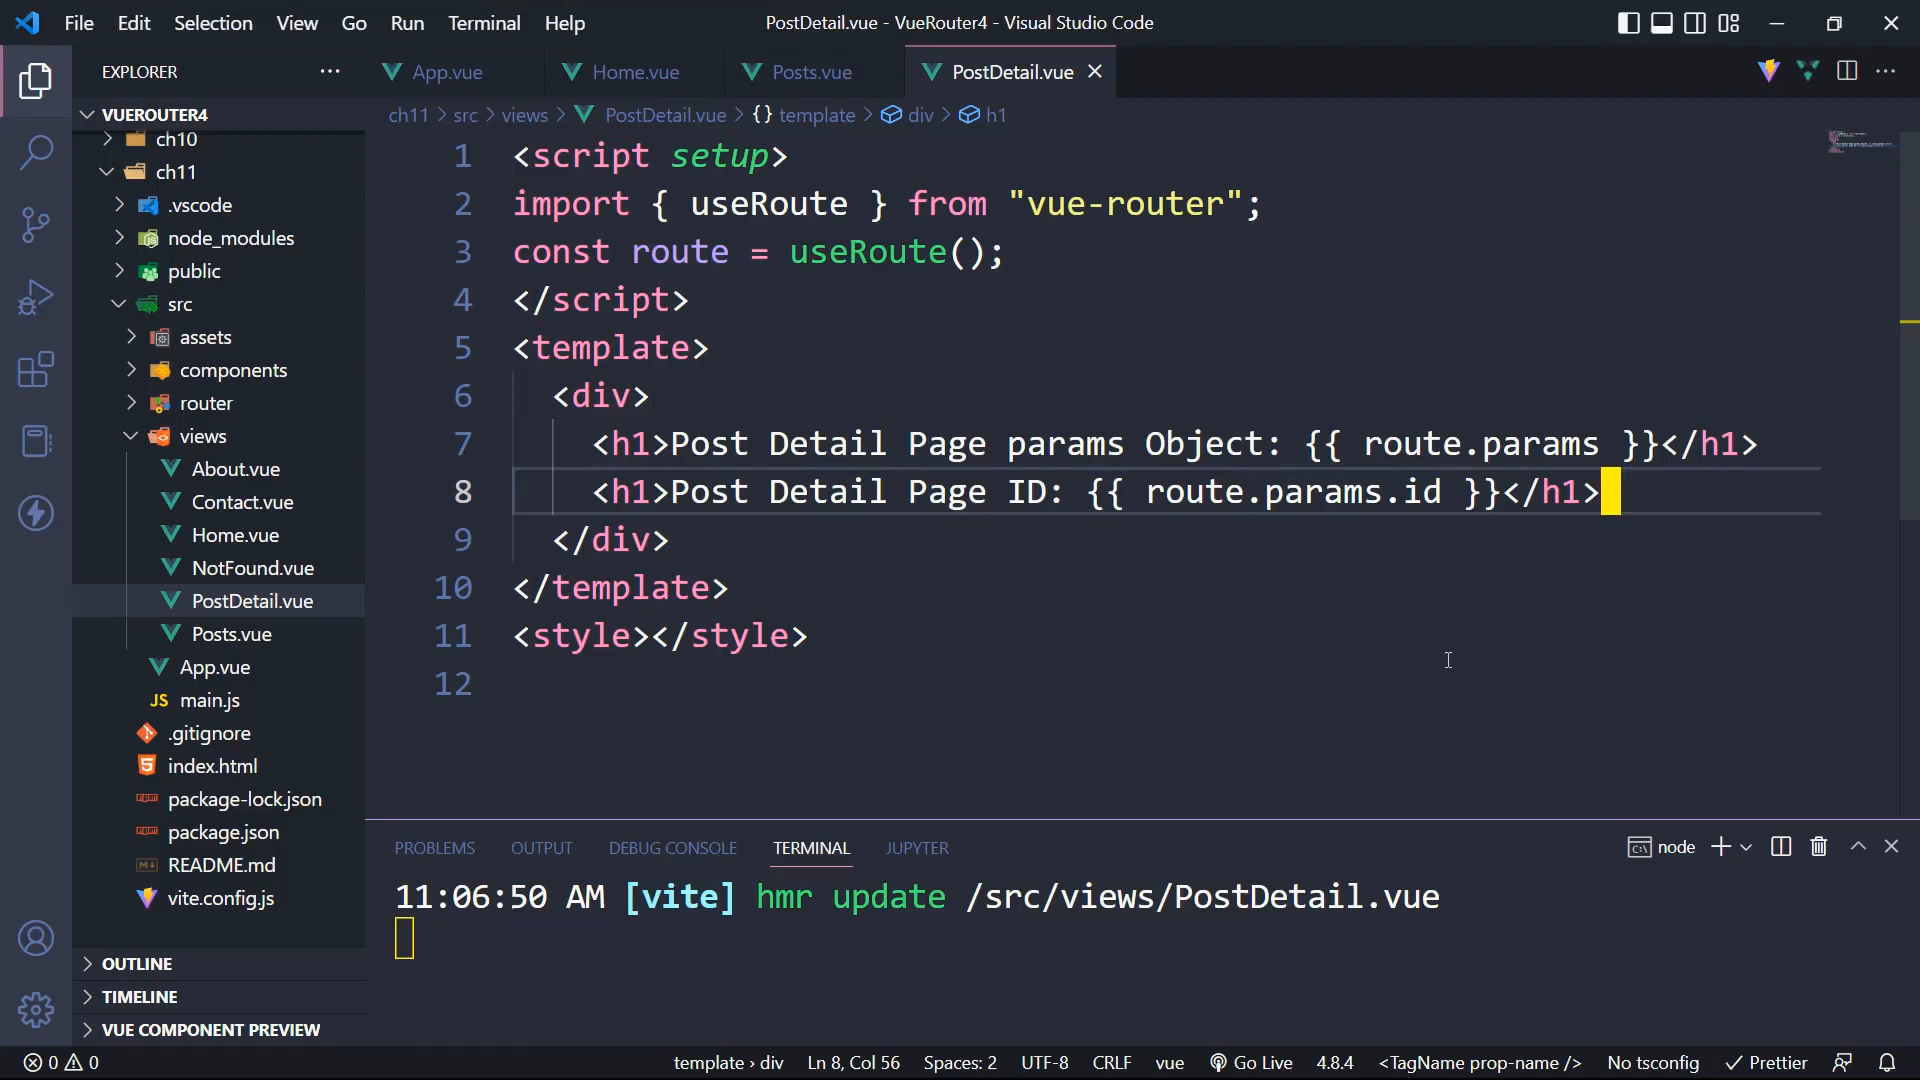 File Edit Selection View Go Run Terminal Help
PostDetail.vue - VueRouter4 - Visual Studio Code
EXPLORER
App.vue
Home.vue
Posts.vue
PostDetail.vue
VUEROUTER4
ch10
ch11
.vscode
node_modules
public
src
assets
components
router
views
About.vue
Contact.vue
Home.vue
NotFound.vue
PostDetail.vue
Posts.vue
App.vue
JS main.js
.gitignore
index.html
package-lock.json
package.json
README.md
vite.config.js
OUTLINE
TIMELINE
VUE COMPONENT PREVIEW
ch11 > src > views > PostDetail.vue > {} template > div > h1
1 <script setup>
2 import { useRoute } from "vue-router";
3 const route = useRoute();
4 </script>
5 <template>
6 <div>
7 <h1>Post Detail Page params Object: {{ route.params }}</h1>
8 <h1>Post Detail Page ID: {{ route.params.id }}</h1>
9 </div>
10 </template>
11 <style></style>
12
PROBLEMS OUTPUT DEBUG CONSOLE TERMINAL JUPYTER
node
11:06:50 AM [vite] hmr update /src/views/PostDetail.vue
0 0
template › div Ln 8, Col 56 Spaces: 2 UTF-8 CRLF vue Go Live 4.8.4 <TagName prop-name /> No tsconfig Prettier